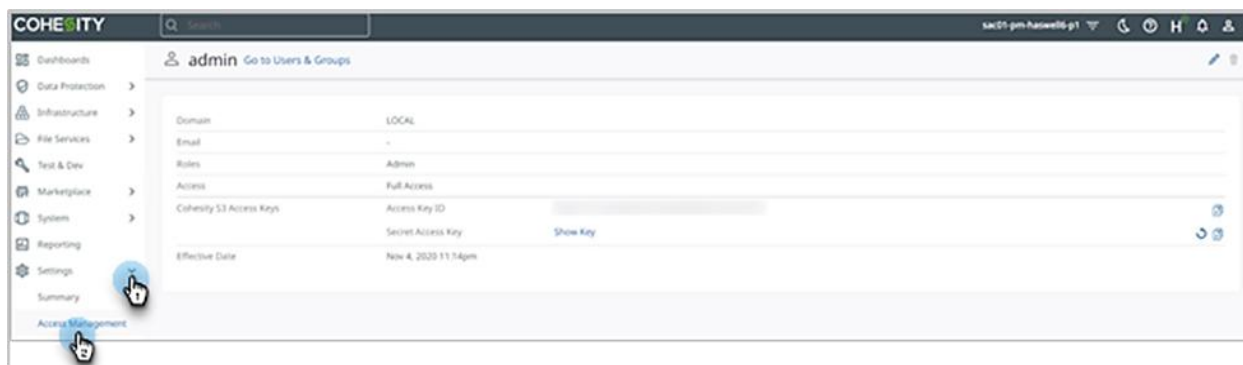 COHESITY Search sac01-pm-haswell6-p1 H
Dashboards
admin Go to Users & Groups
Data Protection
Infrastructure
File Services
Test & Dev
Marketplace
System
Reporting
Settings
Summary
Access Management
Domain LOCAL
Email -
Roles Admin
Access Full Access
Cohesity S3 Access Keys Access Key ID
Secret Access Key Show Key
Effective Date Nov 4, 2020 11:14pm
1
2